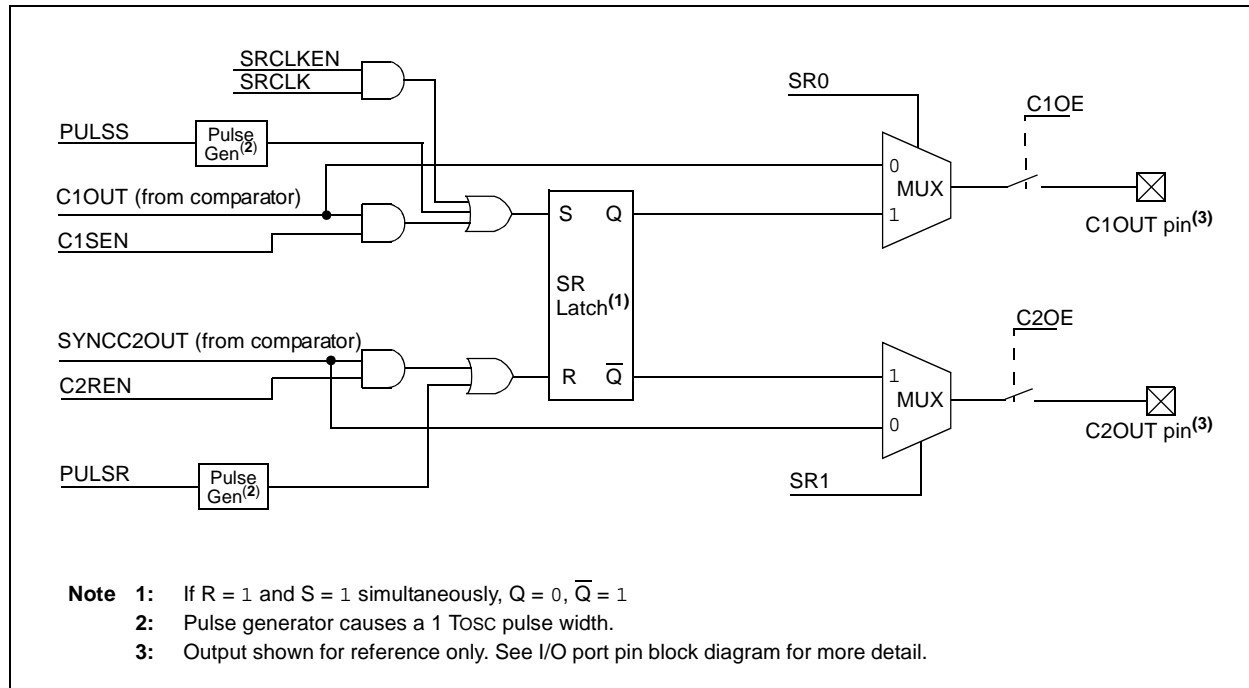 SRCLKEN
SRCLK
SR0
C1OE
PULSS
Pulse
Gen(2)
0
MUX
1
C1OUT (from comparator)
C1SEN
S Q
C1OUT pin(3)
SR
Latch(1)
SYNCC2OUT (from comparator)
C2OE
C2REN
R Q̅
1
MUX
0
C2OUT pin(3)
PULSR
Pulse
Gen(2)
SR1
Note 1: If R = 1 and S = 1 simultaneously, Q = 0, Q̅ = 1
2: Pulse generator causes a 1 TOSC pulse width.
3: Output shown for reference only. See I/O port pin block diagram for more detail.